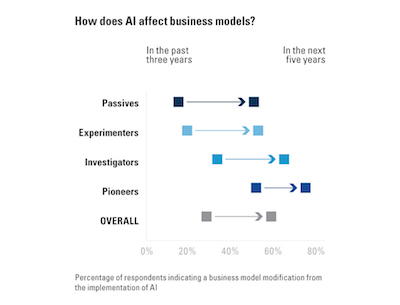 How does AI affect business models?
In the past
three years
In the next
five years
Passives
Experimenters
Investigators
Pioneers
OVERALL
0% 20% 40% 60% 80%
Percentage of respondents indicating a business model modification from
the implementation of AI